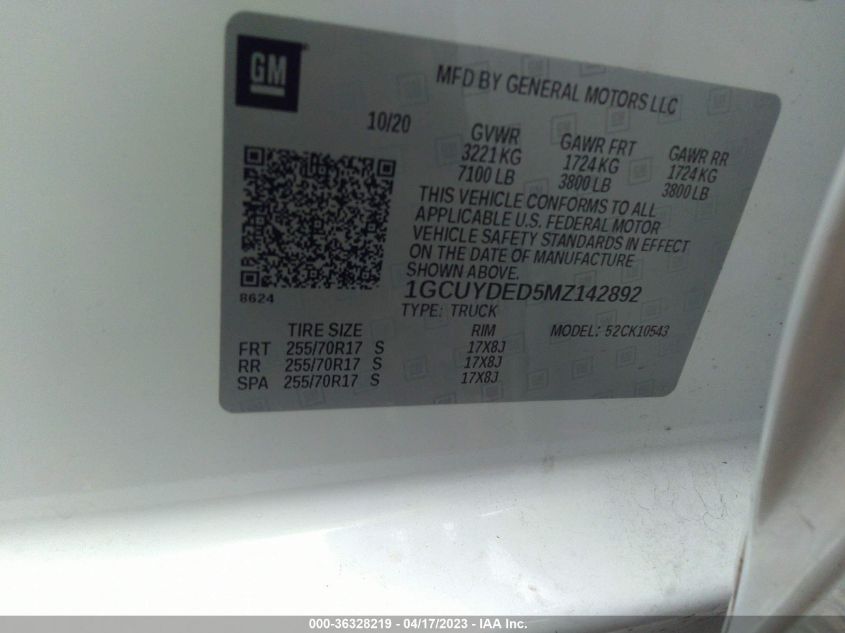 GM
MFD BY GENERAL MOTORS LLC
10/20
GVWR
3221 KG
7100 LB
GAWR FRT
1724 KG
3800 LB
GAWR RR
1724 KG
3800 LB
THIS VEHICLE CONFORMS TO ALL
APPLICABLE U.S. FEDERAL MOTOR
VEHICLE SAFETY STANDARDS IN EFFECT
ON THE DATE OF MANUFACTURE
SHOWN ABOVE.
8624
1GCUYDED5MZ142892
TYPE: TRUCK
MODEL: 52CK10543
TIRE SIZE RIM
FRT 255/70R17 S 17X8J
RR 255/70R17 S 17X8J
SPA 255/70R17 S 17X8J
000-36328219 - 04/17/2023 - IAA Inc.